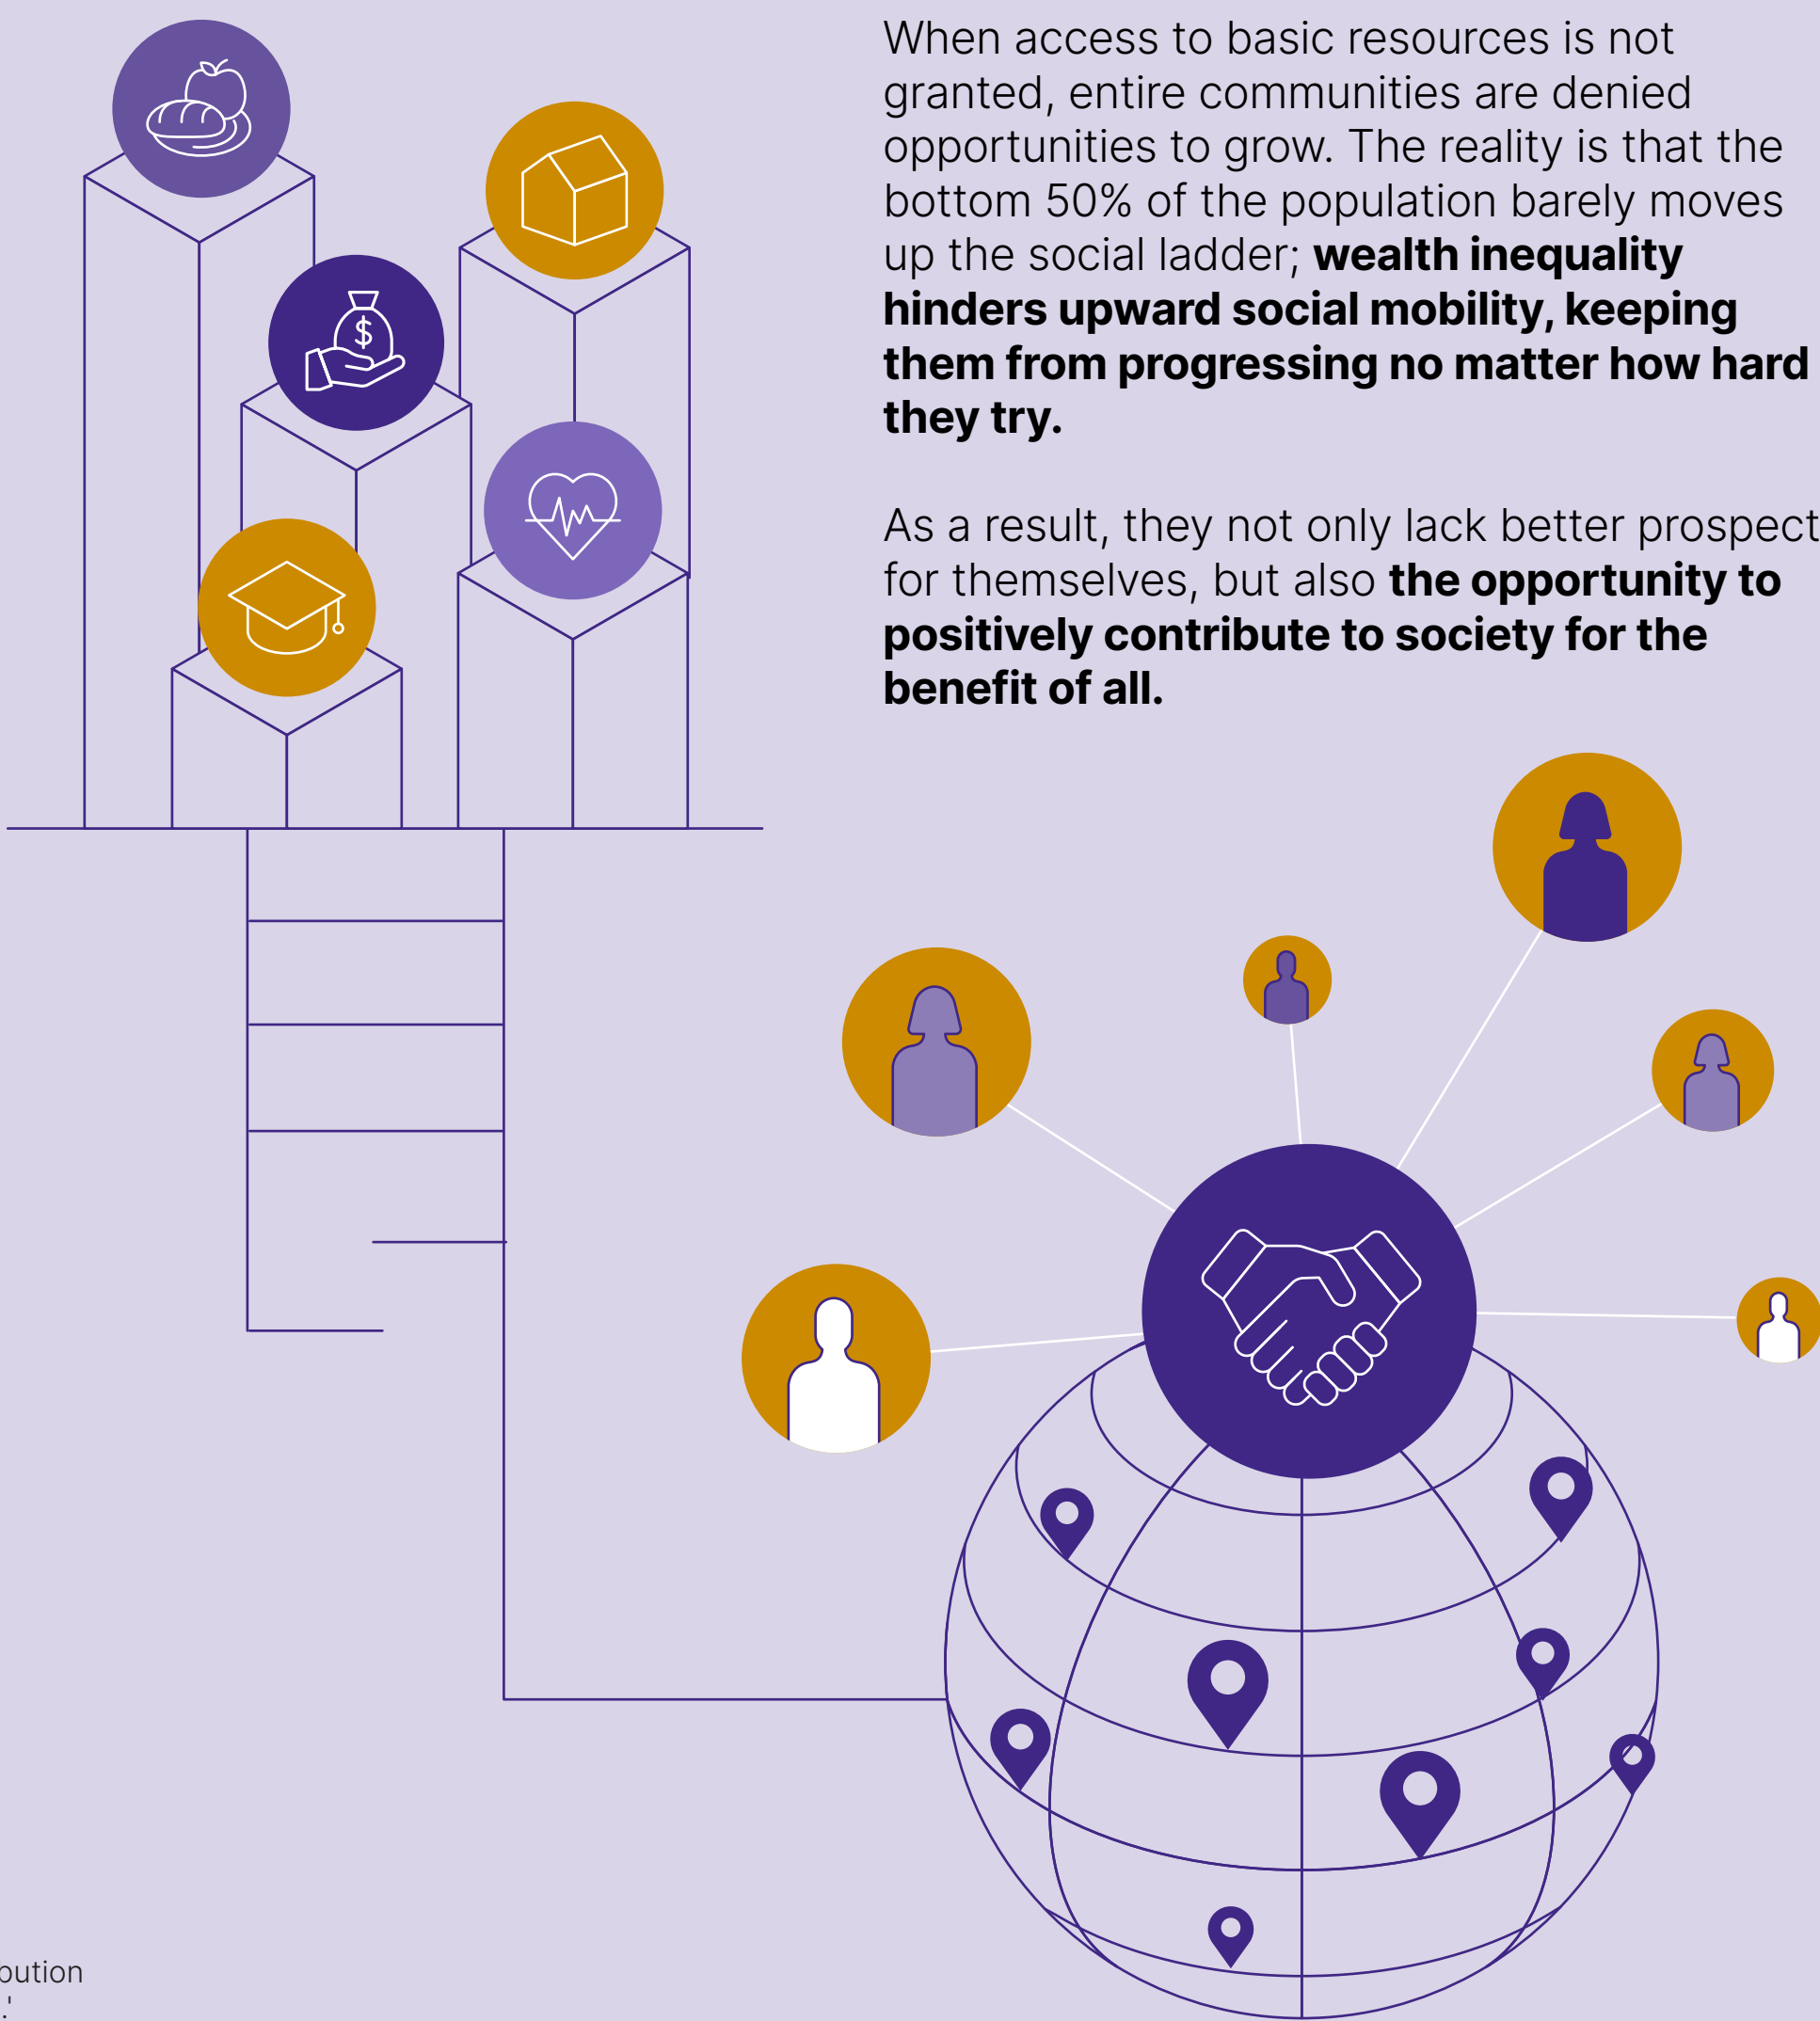 When access to basic resources is not
granted, entire communities are denied
opportunities to grow. The reality is that the
bottom 50% of the population barely moves
up the social ladder; wealth inequality
hinders upward social mobility, keeping
them from progressing no matter how hard
they try.
As a result, they not only lack better prospect
for themselves, but also the opportunity to
positively contribute to society for the
benefit of all.
$
.'